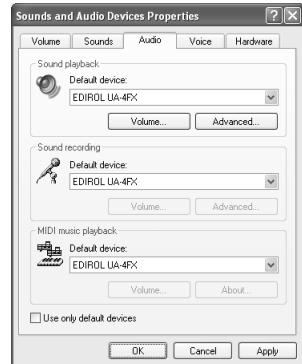 Sounds and Audio Devices Properties
Volume Sounds Audio Voice Hardware
Sound playback
Default device:
EDIROL UA-4FX
Volume... Advanced...
Sound recording
Default device:
EDIROL UA-4FX
Volume... Advanced...
MIDI music playback
Default device:
EDIROL UA-4FX
Volume... About...
Use only default devices
OK Cancel Apply